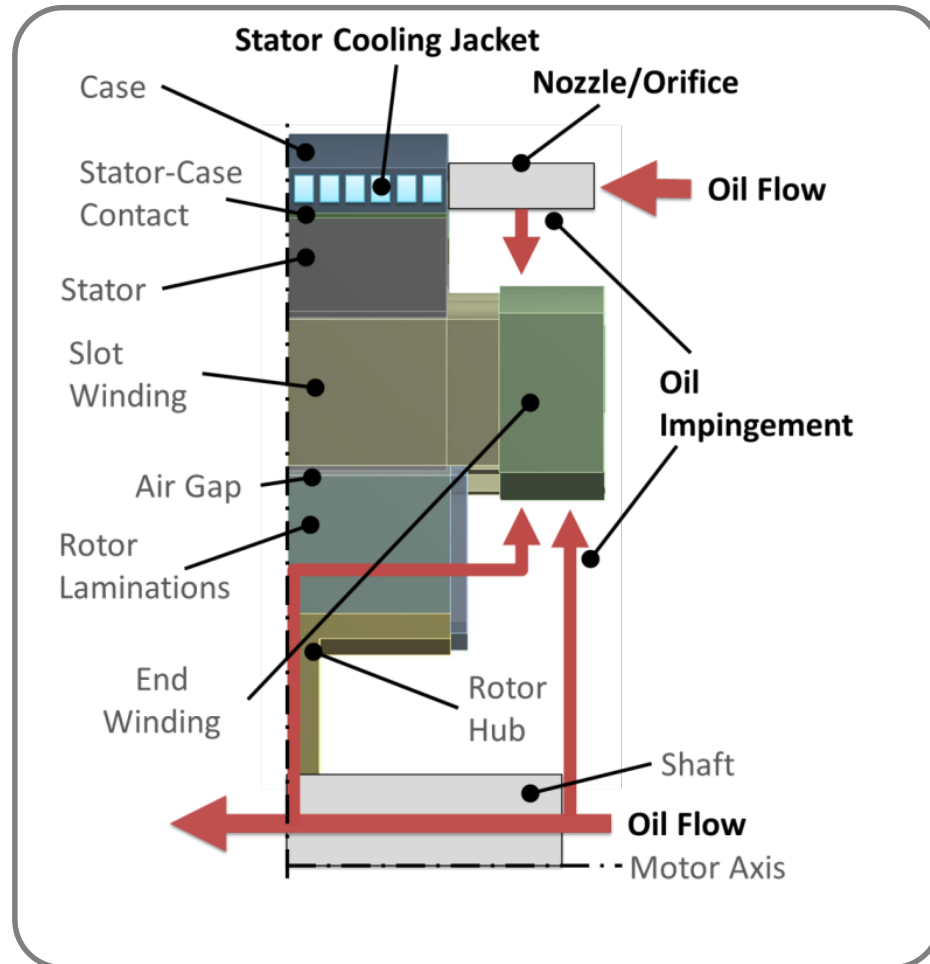 Stator Cooling Jacket
Case
Nozzle/Orifice
Stator-Case
Contact
Oil Flow
Stator
Slot
Winding
Oil
Impingement
Air Gap
Rotor
Laminations
End
Winding
Rotor
Hub
Shaft
Oil Flow
Motor Axis